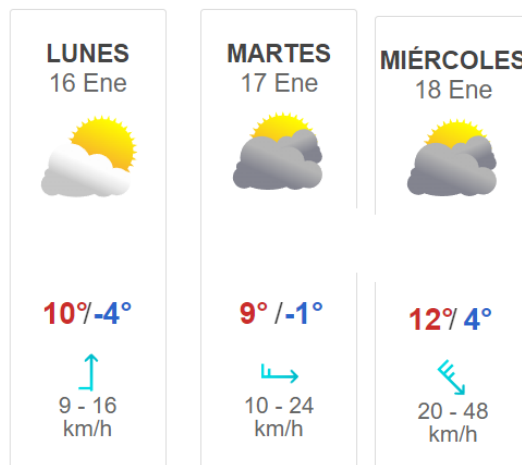 LUNES
16 Ene
10°/-4°
9 - 16
km/h
MARTES
17 Ene
9° /-1°
10 - 24
km/h
MIÉRCOLES
18 Ene
12°/ 4°
20 - 48
km/h